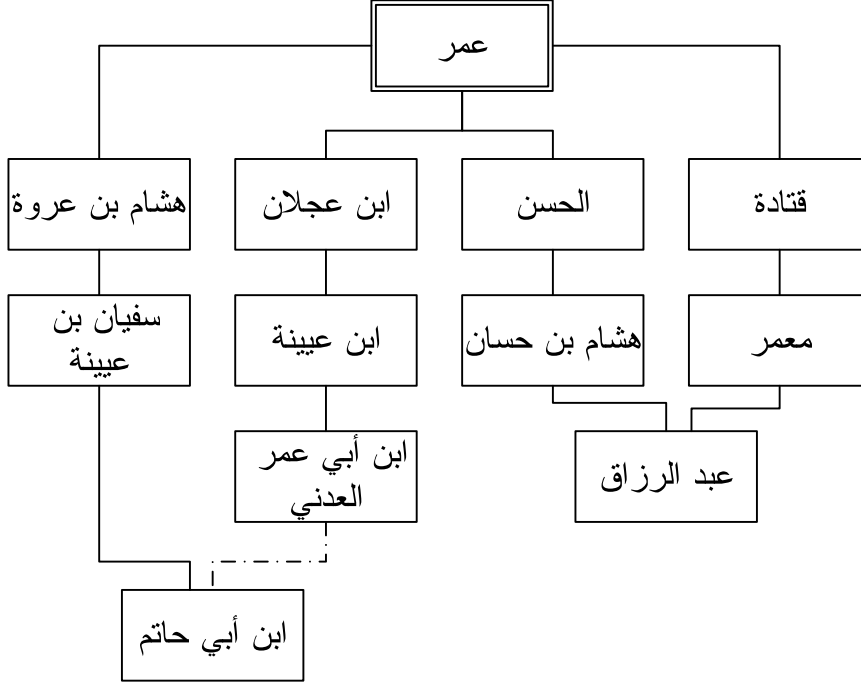 عمر
قتادة
الحسن
ابن عجلان
هشام بن عروة
معمر
هشام بن حسان
ابن عيينة
سفيان بن
عيينة
عبد الرزاق
ابن أبي عمر
العدني
ابن أبي حاتم